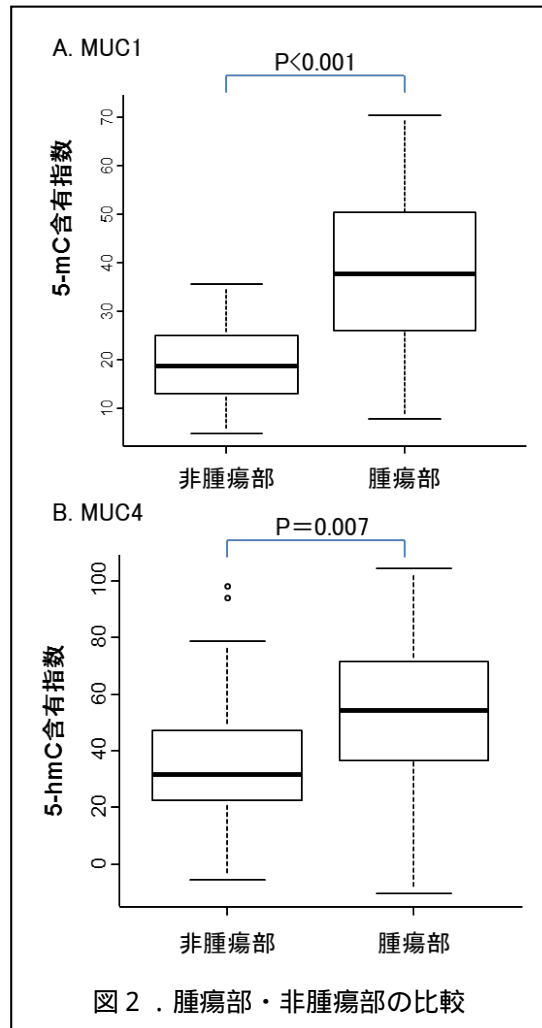 A. MUC1
P<0.001
5-mC含有指数
70
60
50
40
30
20
10
非腫瘍部 腫瘍部
B. MUC4
P＝0.007
5-hmC含有指数
100
80
60
40
20
0
非腫瘍部 腫瘍部
図２．腫瘍部・非腫瘍部の比較